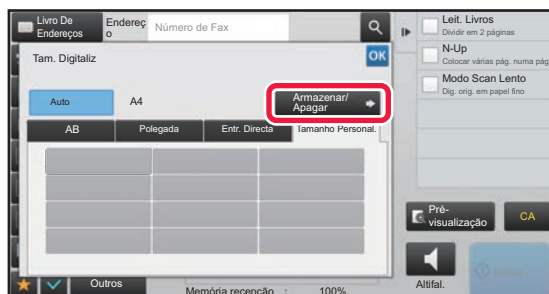 Livro De
Endereços
Endereç
o
Número de Fax
Leit. Livros
Dividir em 2 páginas
N-Up
Colocar várias pág. numa pág
Modo Scan Lento
Dig. orig. em papel fino
Tam. Digitaliz
OK
Auto
A4
Armazenar/
Apagar
AB
Polegada
Entr. Directa
Tamanho Personal.
Pré-
visualização
CA
Outros
Memória recepção : 100%
Altifal.
Iniciar